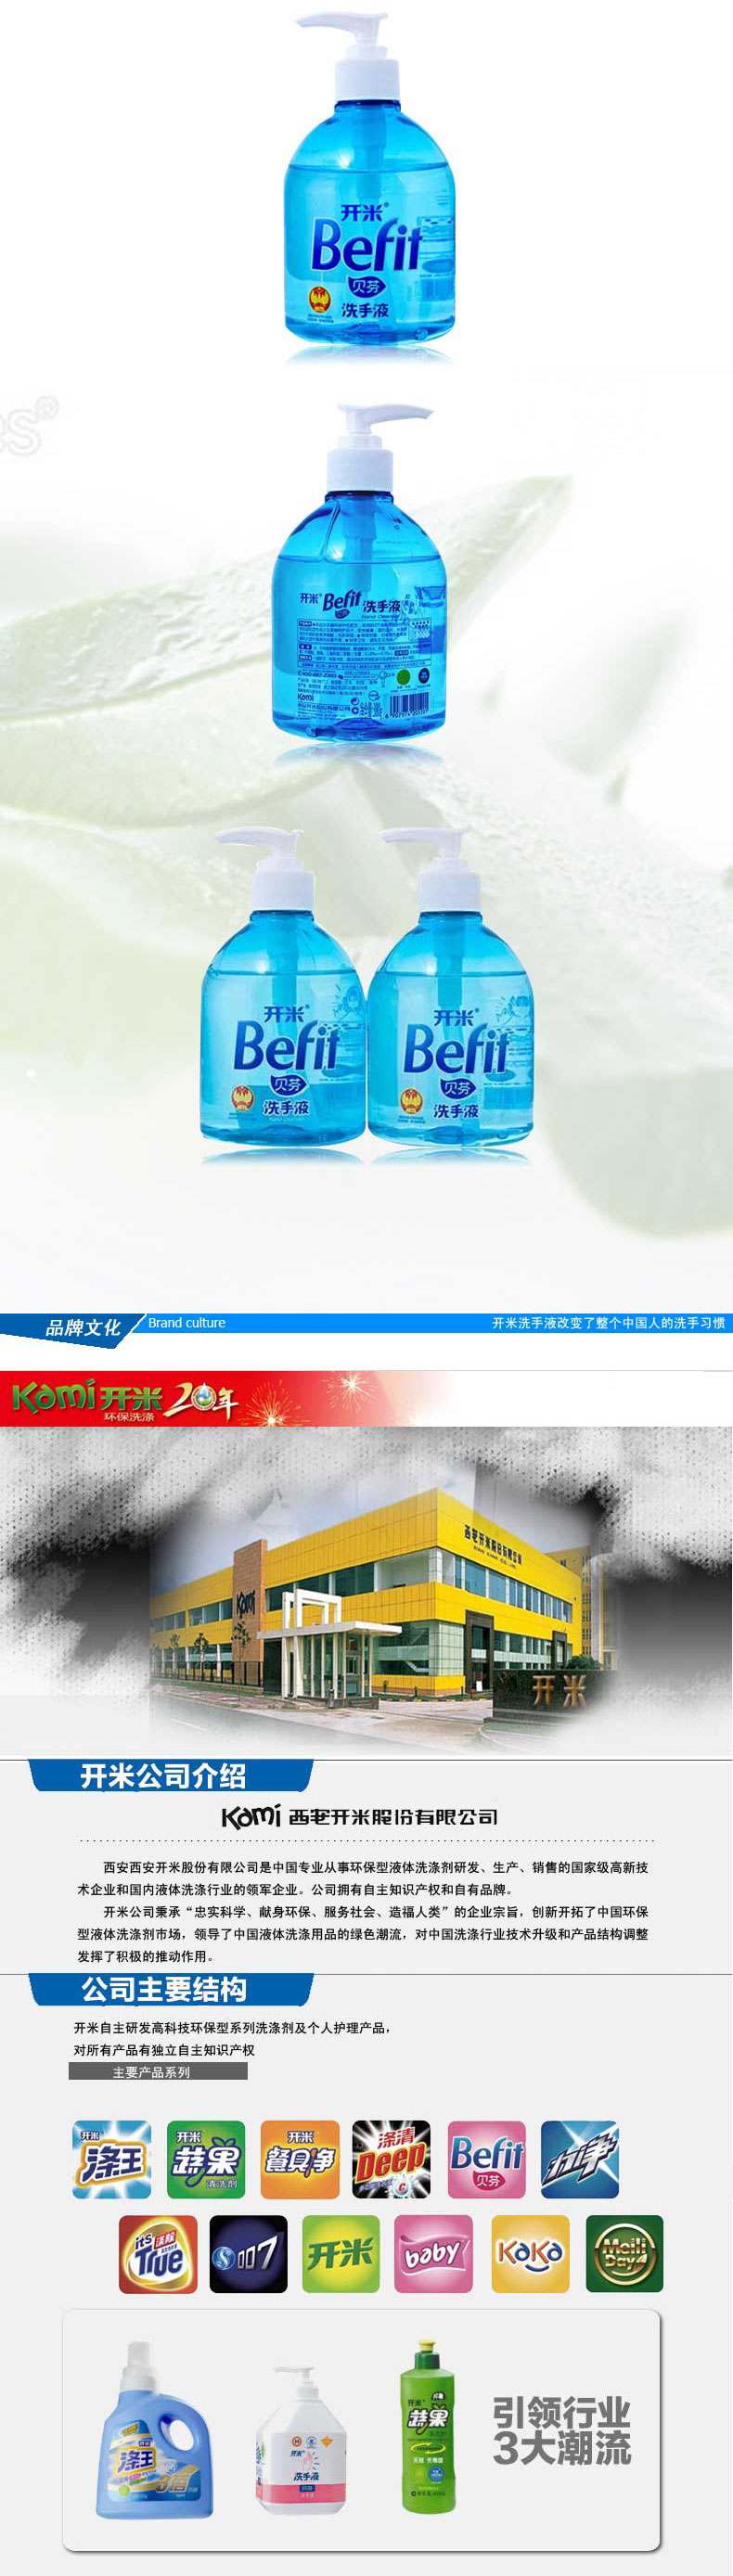 开米®
Befit
贝芬
洗手液
es®
开米® Befit 洗手液
贝芬
Hand Cleanser
Kami
开米®
Befit
贝芬
洗手液
开米®
Befit
贝芬
洗手液
品牌文化 Brand culture 开米洗手液改变了整个中国人的洗手习惯
Kami 开米 20年
环保洗涤
西安开米股份有限公司
Kami
开米
开米公司介绍
Kami 西安开米股份有限公司
西安西安开米股份有限公司是中国专业从事环保型液体洗涤剂研发、生产、销售的国家级高新技
术企业和国内液体洗涤行业的领军企业。公司拥有自主知识产权和自有品牌。
开米公司秉承“忠实科学、献身环保、服务社会、造福人类”的企业宗旨，创新开拓了中国环保
型液体洗涤剂市场，领导了中国液体洗涤用品的绿色潮流，对中国洗涤行业技术升级和产品结构调整
发挥了积极的推动作用。
公司主要结构
开米自主研发高科技环保型系列洗涤剂及个人护理产品，
对所有产品有独立自主知识产权
主要产品系列
开米 涤王
开米 蔬果 清洗剂
开米 餐具净
涤清 Deep
Befit 贝芬
it's True
007
开米
baby
KaKa
Meili Day
涤王
开米
洗手液
开米
蔬果
引领行业
3大潮流